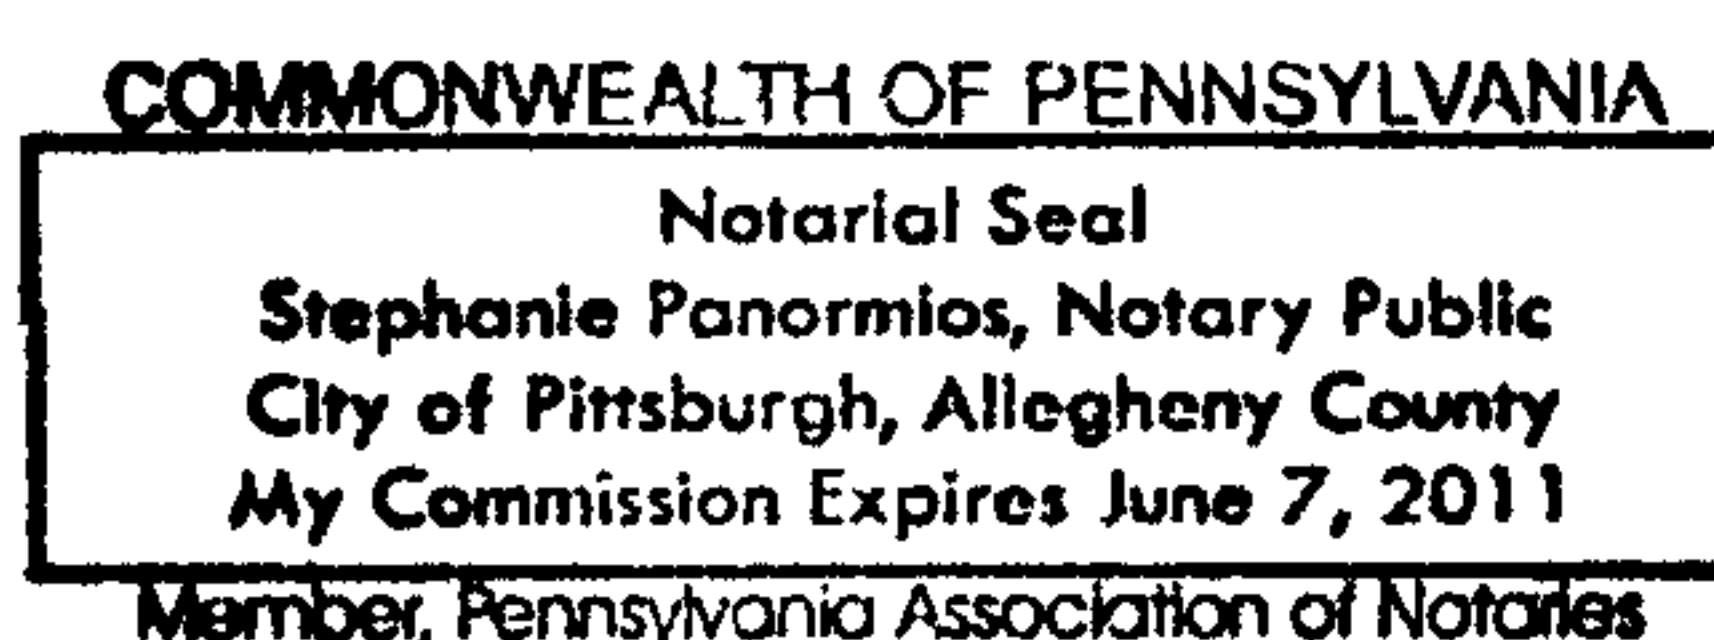 COMMONWEALTH OF PENNSYLVANIA
Notarial Seal
Stephanie Panormios, Notary Public
City of Pittsburgh, Allegheny County
My Commission Expires June 7, 2011
Member, Pennsylvania Association of Notaries